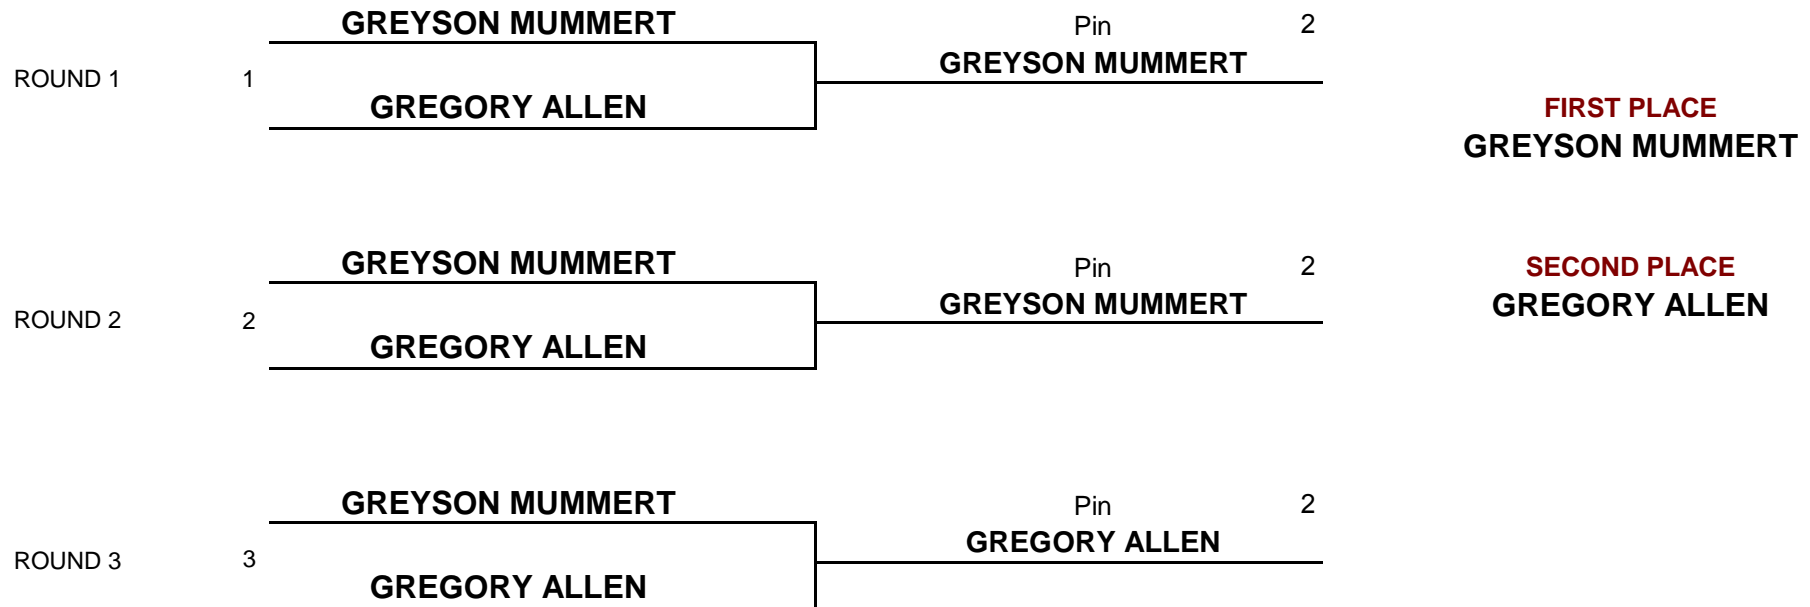 GREYSON MUMMERT
Pin 2
GREYSON MUMMERT
ROUND 1 1
GREGORY ALLEN
FIRST PLACE
GREYSON MUMMERT
GREYSON MUMMERT
Pin 2
SECOND PLACE
GREYSON MUMMERT
GREGORY ALLEN
ROUND 2 2
GREGORY ALLEN
GREYSON MUMMERT
Pin 2
GREGORY ALLEN
ROUND 3 3
GREGORY ALLEN